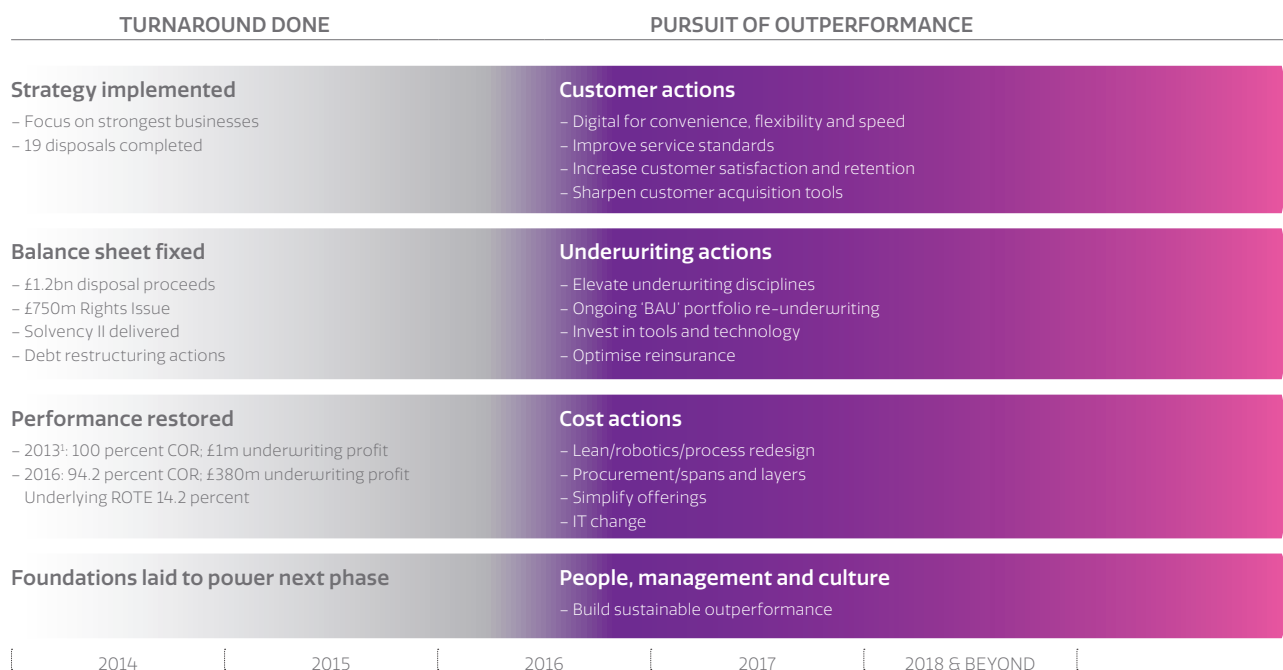 TURNAROUND DONE
PURSUIT OF OUTPERFORMANCE
Strategy implemented
– Focus on strongest businesses
– 19 disposals completed
Customer actions
– Digital for convenience, flexibility and speed
– Improve service standards
– Increase customer satisfaction and retention
– Sharpen customer acquisition tools
Balance sheet fixed
– £1.2bn disposal proceeds
– £750m Rights Issue
– Solvency II delivered
– Debt restructuring actions
Underwriting actions
– Elevate underwriting disciplines
– Ongoing ‘BAU’ portfolio re-underwriting
– Invest in tools and technology
– Optimise reinsurance
Performance restored
– 2013¹: 100 percent COR; £1m underwriting profit
– 2016: 94.2 percent COR; £380m underwriting profit
Underlying ROTE 14.2 percent
Cost actions
– Lean/robotics/process redesign
– Procurement/spans and layers
– Simplify offerings
– IT change
Foundations laid to power next phase
People, management and culture
– Build sustainable outperformance
2014
2015
2016
2017
2018 & BEYOND